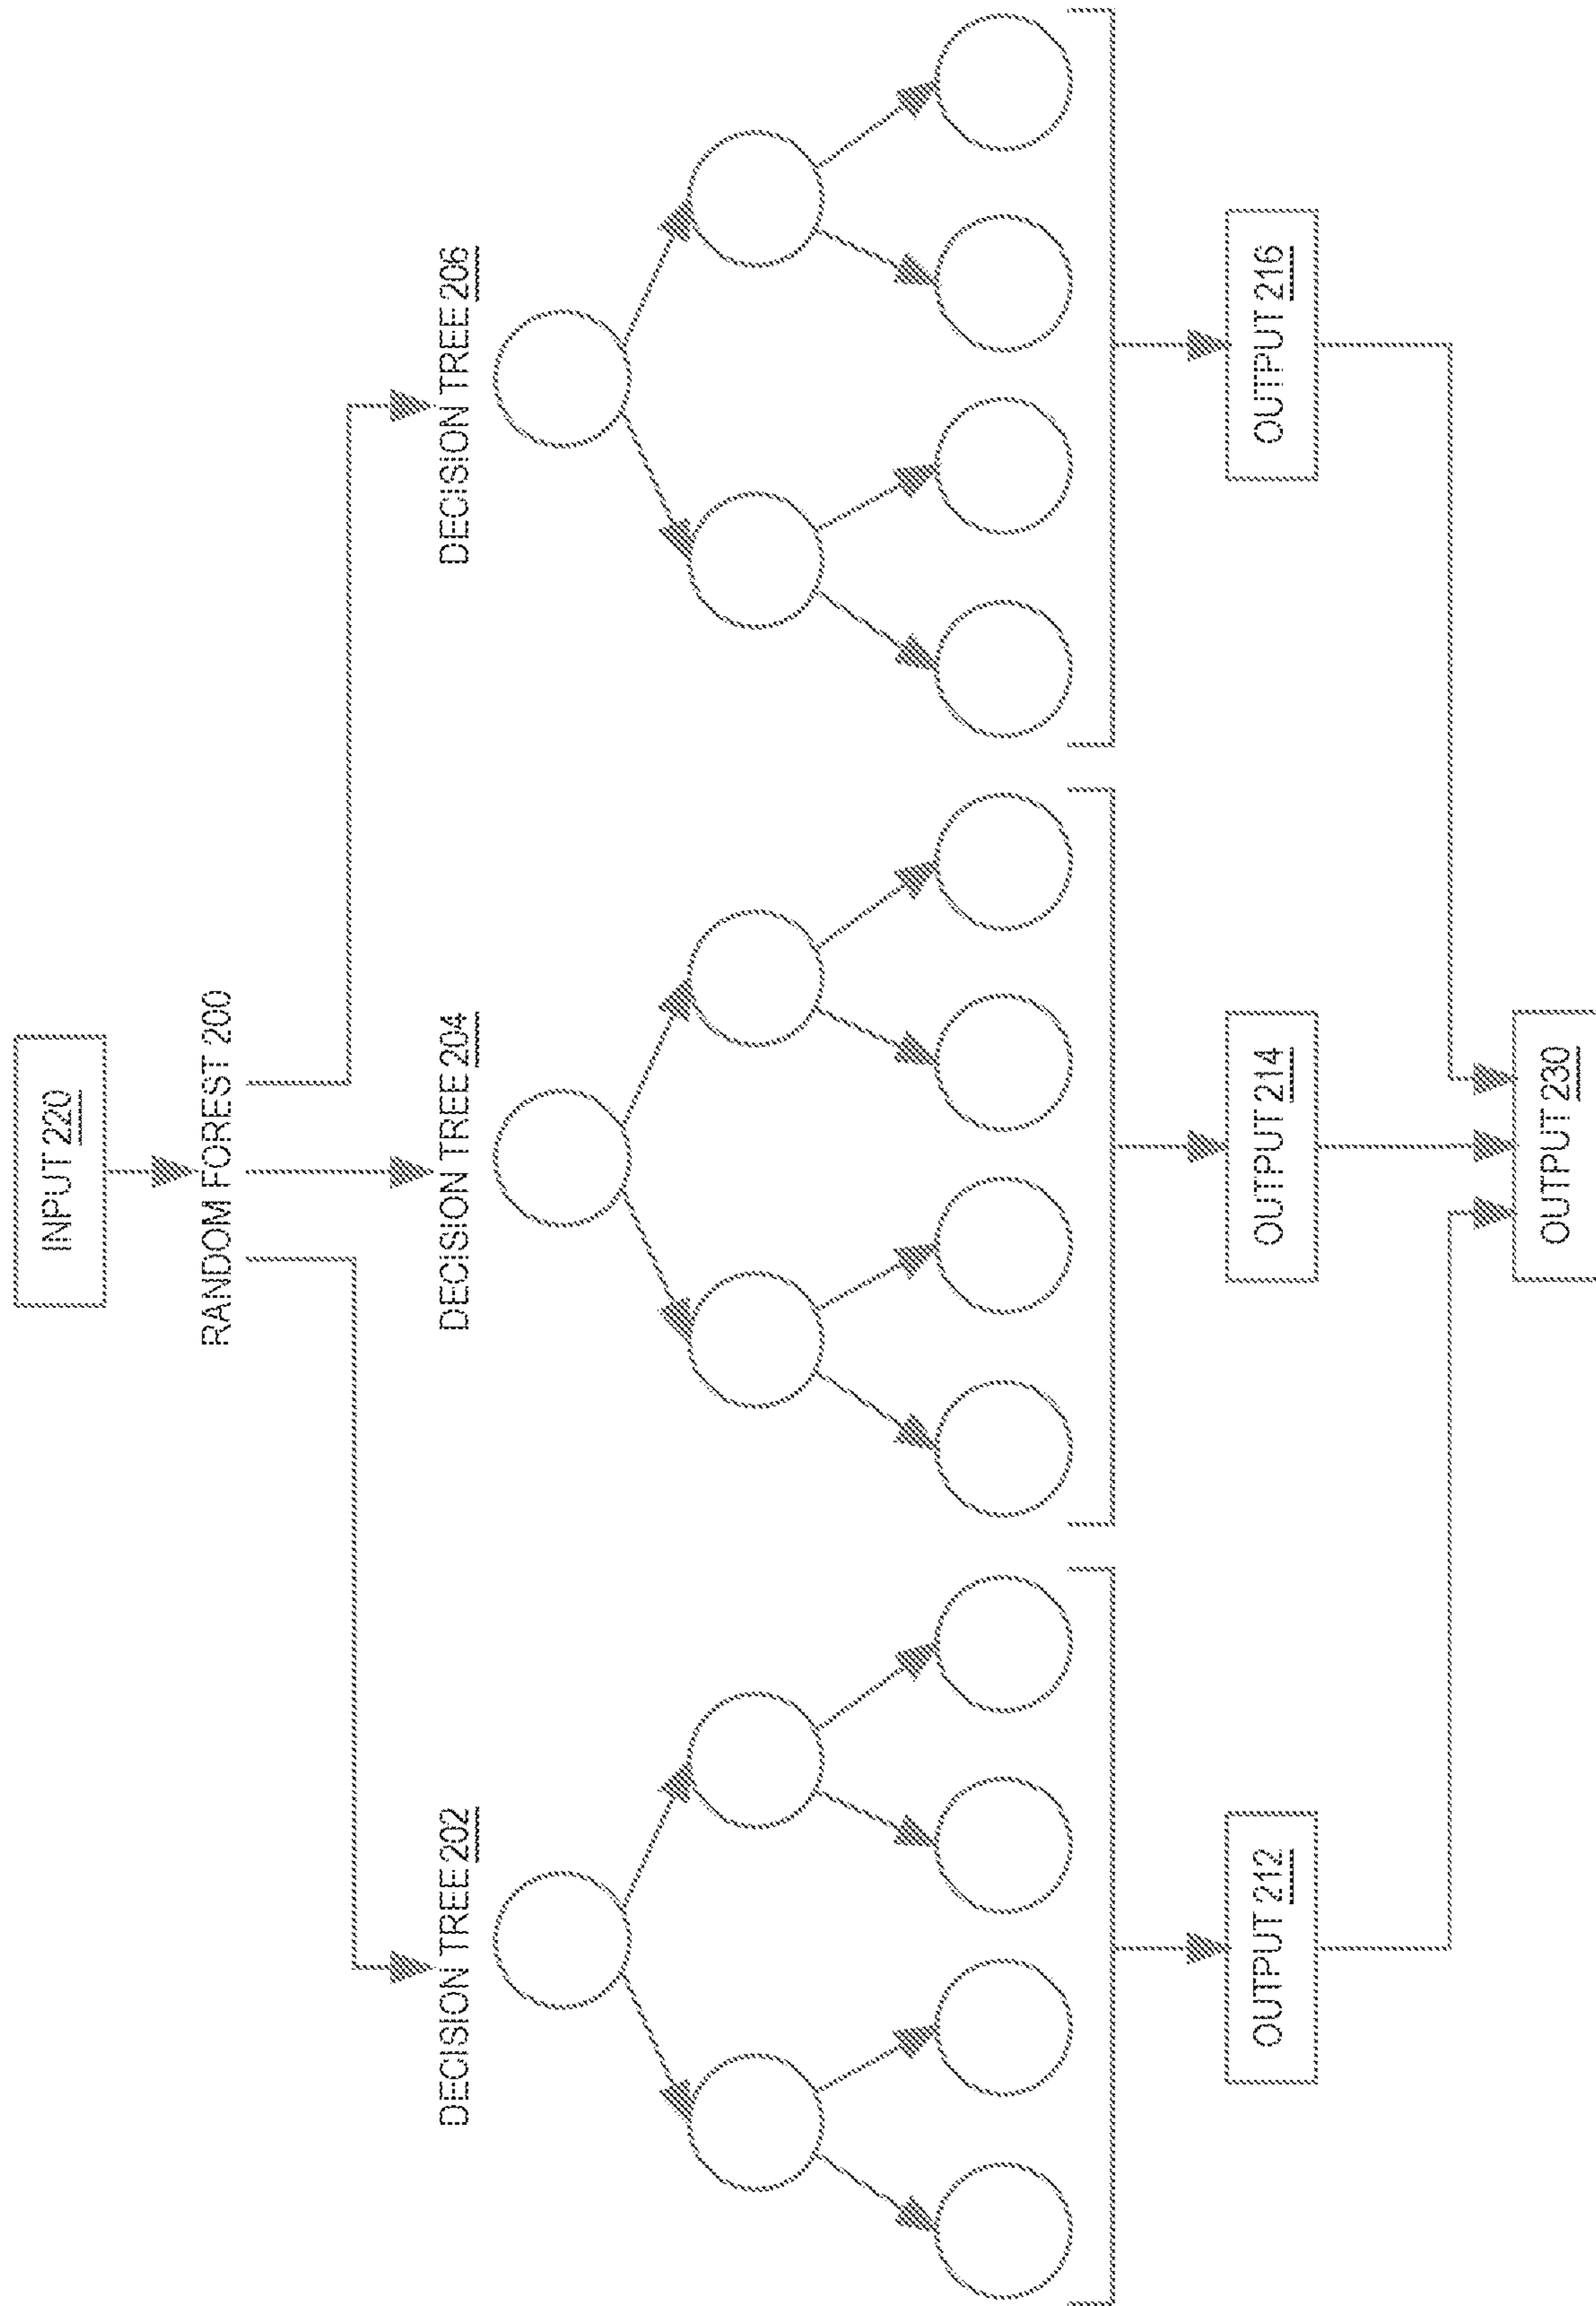 INPUT 220
RANDOM FOREST 200
DECISION TREE 202
DECISION TREE 204
DECISION TREE 206
OUTPUT 212
OUTPUT 214
OUTPUT 216
OUTPUT 230